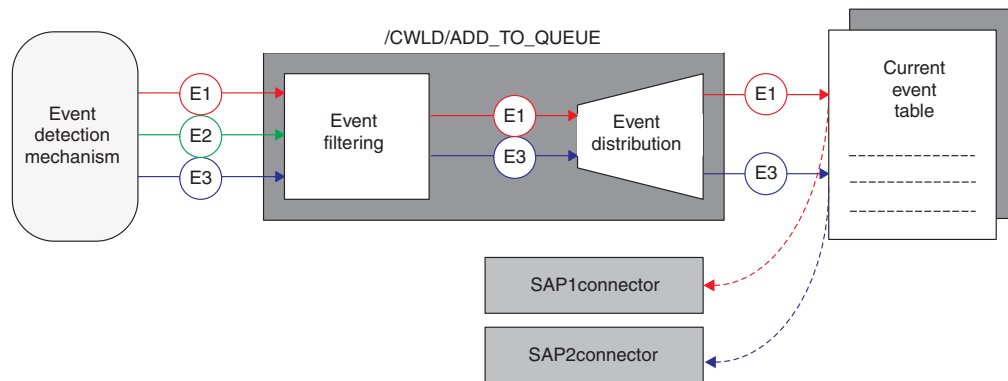 /CWLD/ADD_TO_QUEUE
Event
detection
mechanism
E1
E2
E3
Event
filtering
E1
E3
Event
distribution
E1
E3
Current
event
table
SAP1connector
SAP2connector